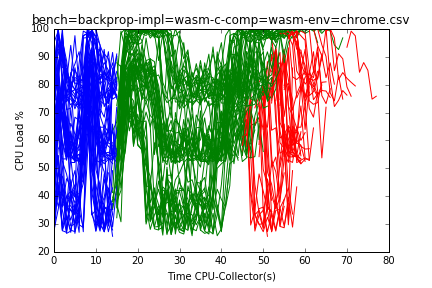 bench=backprop-impl=wasm-c-comp=wasm-env=chrome.csv
100
90
80
70
60
50
40
30
20
CPU Load %
0 10 20 30 40 50 60 70 80
Time CPU-Collector(s)